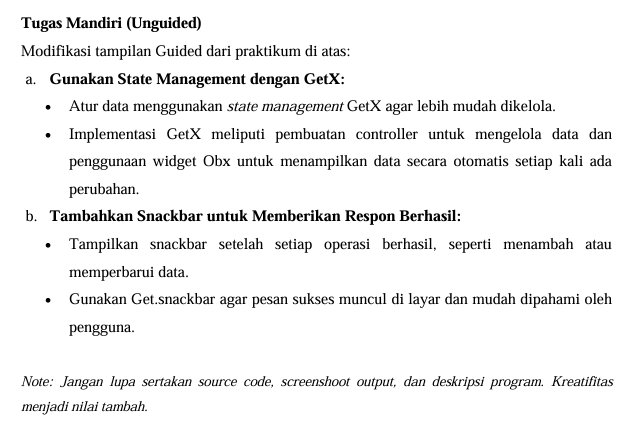 Tugas Mandiri (Unguided)
Modifikasi tampilan Guided dari praktikum di atas:
a. Gunakan State Management dengan GetX:
• Atur data menggunakan state management GetX agar lebih mudah dikelola.
• Implementasi GetX meliputi pembuatan controller untuk mengelola data dan
penggunaan widget Obx untuk menampilkan data secara otomatis setiap kali ada
perubahan.
b. Tambahkan Snackbar untuk Memberikan Respon Berhasil:
• Tampilkan snackbar setelah setiap operasi berhasil, seperti menambah atau
memperbarui data.
• Gunakan Get.snackbar agar pesan sukses muncul di layar dan mudah dipahami oleh
pengguna.
Note: Jangan lupa sertakan source code, screenshoot output, dan deskripsi program. Kreatifitas
menjadi nilai tambah.